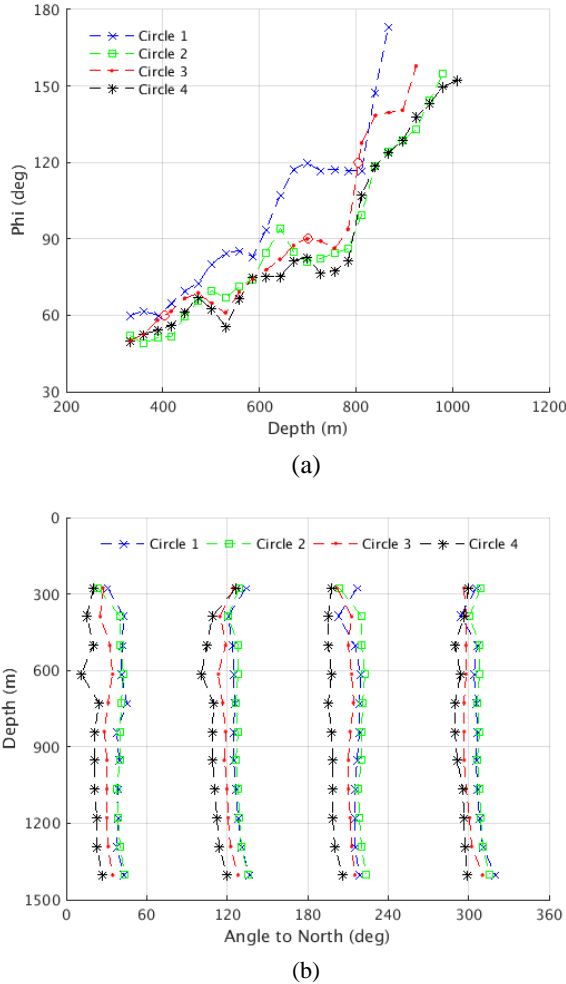 180
150
120
90
60
30
Phi (deg)
Circle 1
Circle 2
Circle 3
Circle 4
200 400 600 800 1000 1200
Depth (m)
(a)
0
300
600
900
1200
1500
Depth (m)
Circle 1 Circle 2 Circle 3 Circle 4
0 60 120 180 240 300 360
Angle to North (deg)
(b)